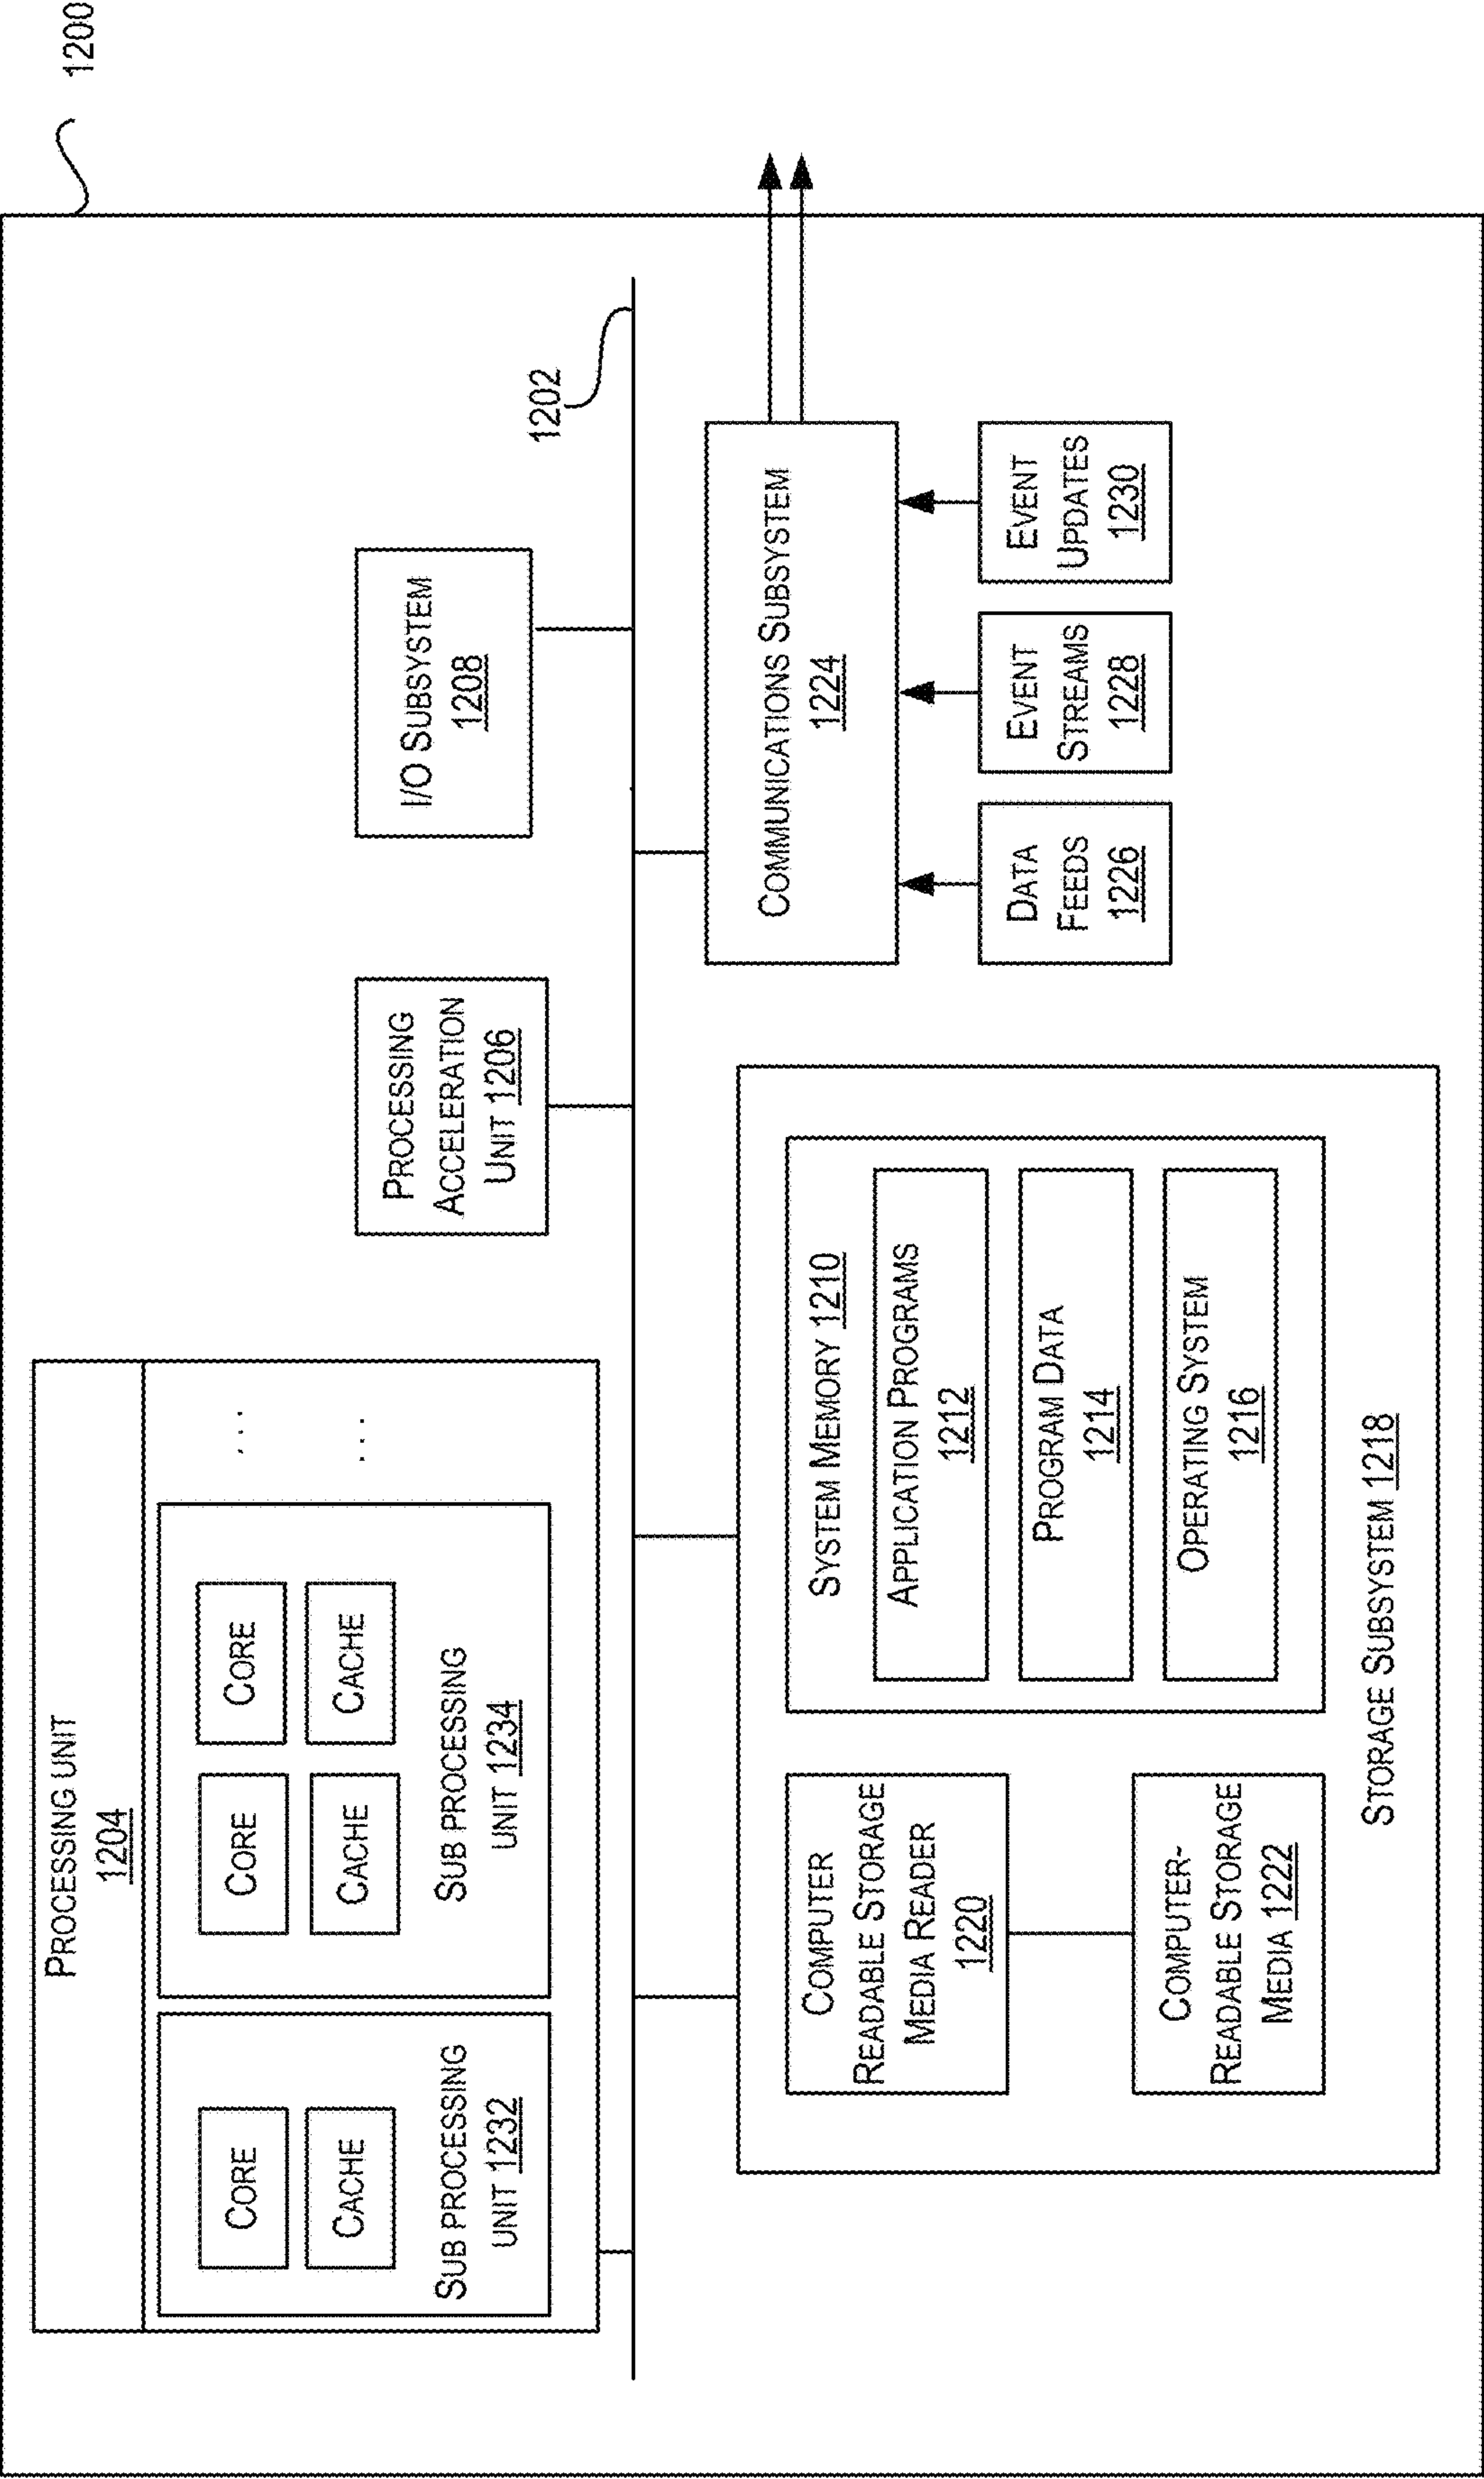 1200
PROCESSING UNIT
1204
CORE
CACHE
SUB PROCESSING
UNIT 1232
CORE
CORE
CACHE
CACHE
SUB PROCESSING
UNIT 1234
...
...
PROCESSING
ACCELERATION
UNIT 1206
I/O SUBSYSTEM
1208
1202
COMPUTER
READABLE STORAGE
MEDIA READER
1220
COMPUTER-
READABLE STORAGE
MEDIA 1222
SYSTEM MEMORY 1210
APPLICATION PROGRAMS
1212
PROGRAM DATA
1214
OPERATING SYSTEM
1216
STORAGE SUBSYSTEM 1218
COMMUNICATIONS SUBSYSTEM
1224
DATA
FEEDS
1226
EVENT
STREAMS
1228
EVENT
UPDATES
1230